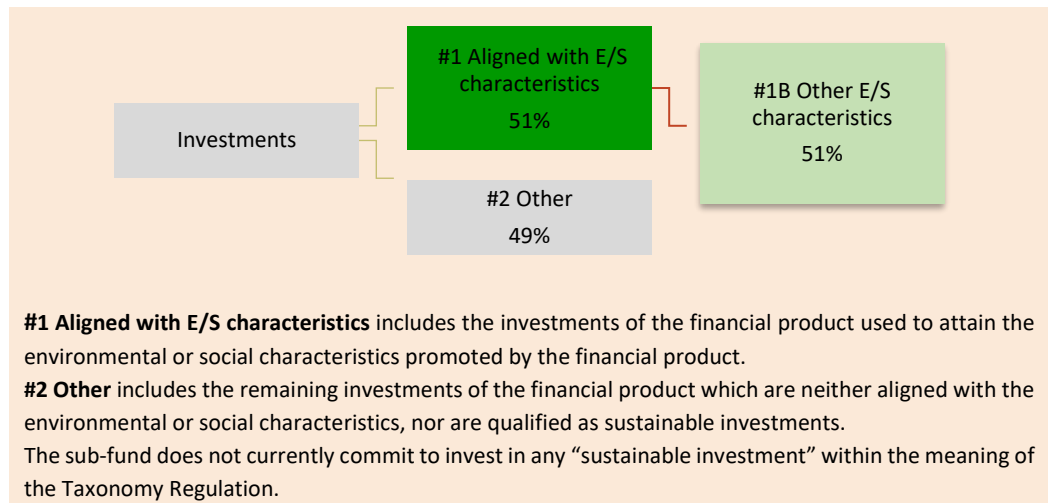 #1 Aligned with E/S
characteristics
51%
#1B Other E/S
characteristics
51%
Investments
#2 Other
49%
#1 Aligned with E/S characteristics includes the investments of the financial product used to attain the
environmental or social characteristics promoted by the financial product.
#2 Other includes the remaining investments of the financial product which are neither aligned with the
environmental or social characteristics, nor are qualified as sustainable investments.
The sub-fund does not currently commit to invest in any “sustainable investment” within the meaning of
the Taxonomy Regulation.